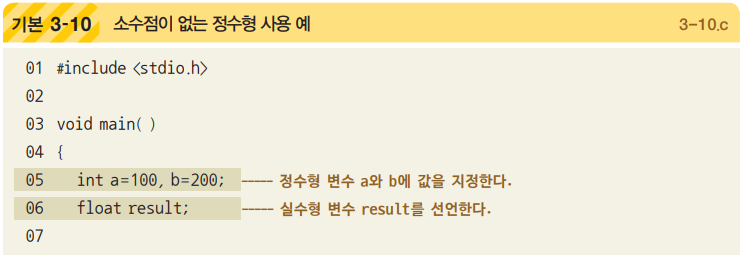 기본 3-10 소수점이 없는 정수형 사용 예 3-10.c
01 #include <stdio.h>
02
03 void main( )
04 {
05 int a=100, b=200; ----- 정수형 변수 a와 b에 값을 지정한다.
06 float result; ----- 실수형 변수 result를 선언한다.
07